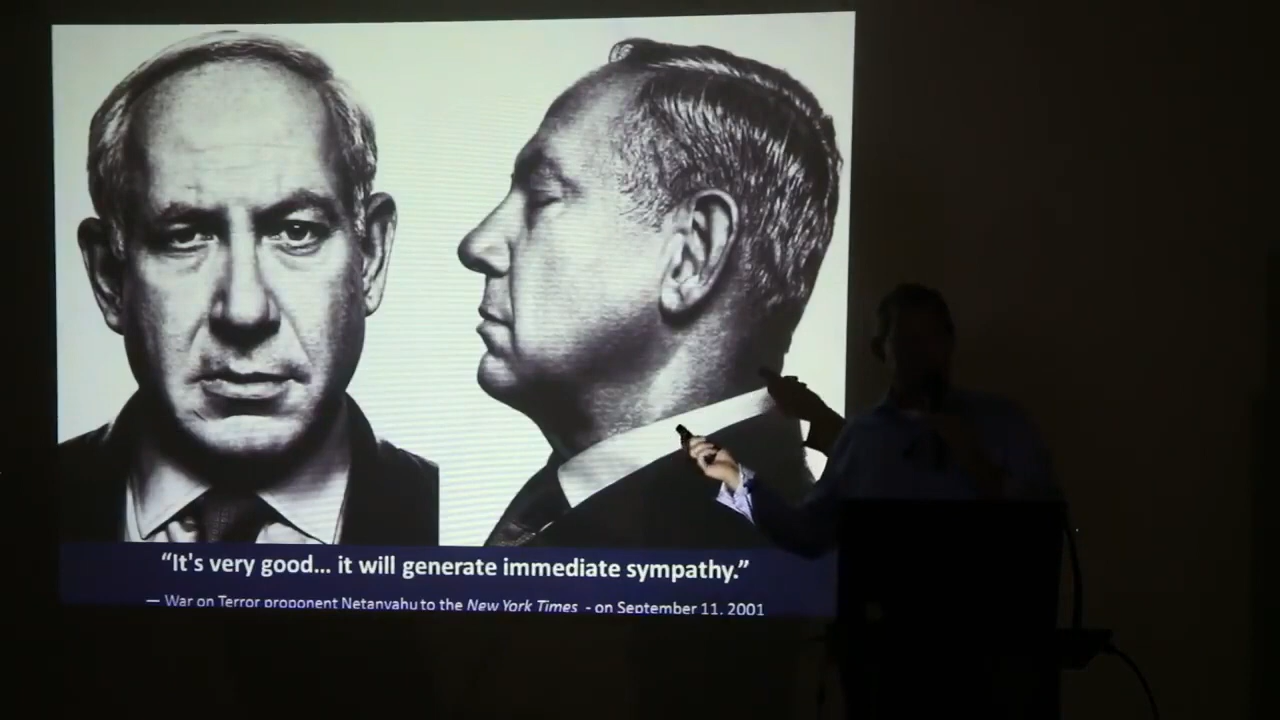 “It's very good... it will generate immediate sympathy.”
— War on Terror proponent Netanyahu to the New York Times - on September 11, 2001